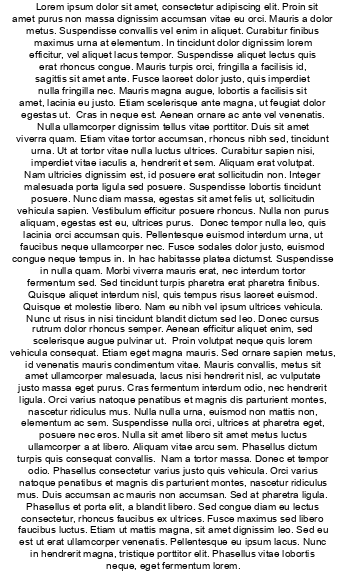 Lorem ipsum dolor sit amet, consectetur adipiscing elit. Proin sit
amet purus non massa dignissim accumsan vitae eu orci. Mauris a dolor
metus. Suspendisse convallis vel enim in aliquet. Curabitur finibus
maximus urna at elementum. In tincidunt dolor dignissim lorem
efficitur, vel aliquet lacus tempor. Suspendisse aliquet lectus quis
erat rhoncus congue. Mauris turpis orci, fringilla a facilisis id,
sagittis sit amet ante. Fusce laoreet dolor justo, quis imperdiet
nulla fringilla nec. Mauris magna augue, lobortis a facilisis sit
amet, lacinia eu justo. Etiam scelerisque ante magna, ut feugiat dolor
egestas ut.  Cras in neque est. Aenean ornare ac ante vel venenatis.
Nulla ullamcorper dignissim tellus vitae porttitor. Duis sit amet
viverra quam. Etiam vitae tortor accumsan, rhoncus nibh sed, tincidunt
urna. Ut at tortor vitae nulla luctus ultrices. Curabitur sapien nisi,
imperdiet vitae iaculis a, hendrerit et sem. Aliquam erat volutpat.
Nam ultricies dignissim est, id posuere erat sollicitudin non. Integer
malesuada porta ligula sed posuere. Suspendisse lobortis tincidunt
posuere. Nunc diam massa, egestas sit amet felis ut, sollicitudin
vehicula sapien. Vestibulum efficitur posuere rhoncus. Nulla non purus
aliquam, egestas est eu, ultrices purus.  Donec tempor nulla leo, quis
lacinia orci accumsan quis. Pellentesque euismod interdum urna, ut
faucibus neque ullamcorper nec. Fusce sodales dolor justo, euismod
congue neque tempus in. In hac habitasse platea dictumst. Suspendisse
in nulla quam. Morbi viverra mauris erat, nec interdum tortor
fermentum sed. Sed tincidunt turpis pharetra erat pharetra finibus.
Quisque aliquet interdum nisl, quis tempus risus laoreet euismod.
Quisque et molestie libero. Nam eu nibh vel ipsum ultrices vehicula.
Nunc ut risus in nisi tincidunt blandit dictum sed leo. Donec cursus
rutrum dolor rhoncus semper. Aenean efficitur aliquet enim, sed
scelerisque augue pulvinar ut.  Proin volutpat neque quis lorem
vehicula consequat. Etiam eget magna mauris. Sed ornare sapien metus,
id venenatis mauris condimentum vitae. Mauris convallis, metus sit
amet ullamcorper malesuada, lacus nisi hendrerit nisl, ac vulputate
justo massa eget purus. Cras fermentum interdum odio, nec hendrerit
ligula. Orci varius natoque penatibus et magnis dis parturient montes,
nascetur ridiculus mus. Nulla nulla urna, euismod non mattis non,
elementum ac sem. Suspendisse nulla orci, ultrices at pharetra eget,
posuere nec eros. Nulla sit amet libero sit amet metus luctus
ullamcorper a at libero. Aliquam vitae arcu sem. Phasellus dictum
turpis quis consequat convallis.  Nam a tortor massa. Donec et tempor
odio. Phasellus consectetur varius justo quis vehicula. Orci varius
natoque penatibus et magnis dis parturient montes, nascetur ridiculus
mus. Duis accumsan ac mauris non accumsan. Sed at pharetra ligula.
Phasellus et porta elit, a blandit libero. Sed congue diam eu lectus
consectetur, rhoncus faucibus ex ultrices. Fusce maximus sed libero
faucibus luctus. Etiam ut mattis magna, sit amet dignissim leo. Sed eu
est ut erat ullamcorper venenatis. Pellentesque eu ipsum lacus. Nunc
in hendrerit magna, tristique porttitor elit. Phasellus vitae lobortis
neque, eget fermentum lorem.